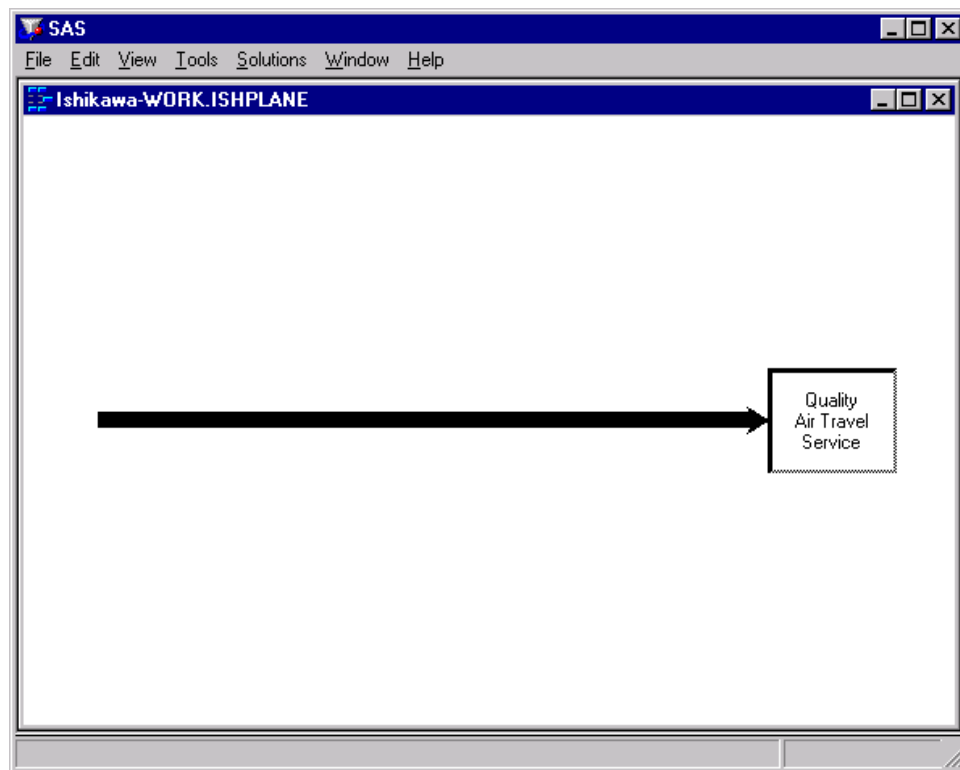 SAS
File Edit View Tools Solutions Window Help
Ishikawa-WORK.ISHPLANE
Quality
Air Travel
Service